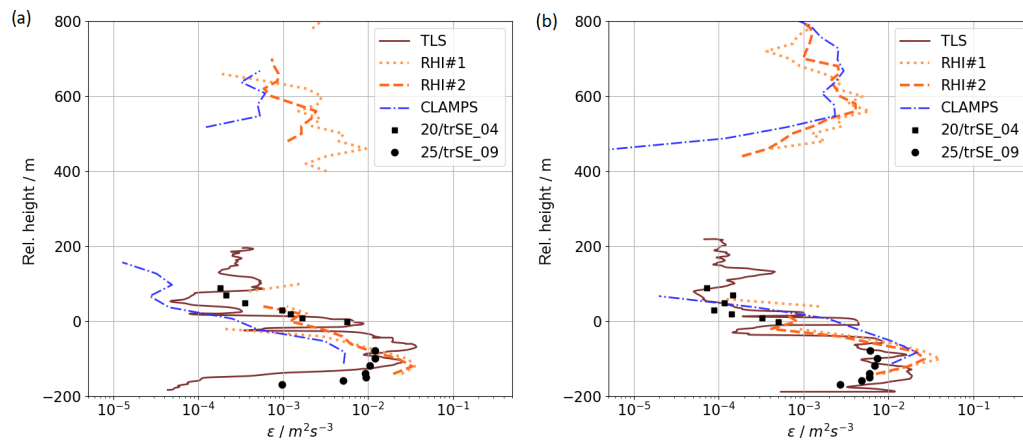 (a)
800
600
400
200
0
−200
Rel. height / m
TLS
RHI#1
RHI#2
CLAMPS
20/trSE_04
25/trSE_09
10⁻⁵ 10⁻⁴ 10⁻³ 10⁻² 10⁻¹
ε / m²s⁻³
(b)
800
600
400
200
0
−200
Rel. height / m
TLS
RHI#1
RHI#2
CLAMPS
20/trSE_04
25/trSE_09
10⁻⁵ 10⁻⁴ 10⁻³ 10⁻² 10⁻¹
ε / m²s⁻³